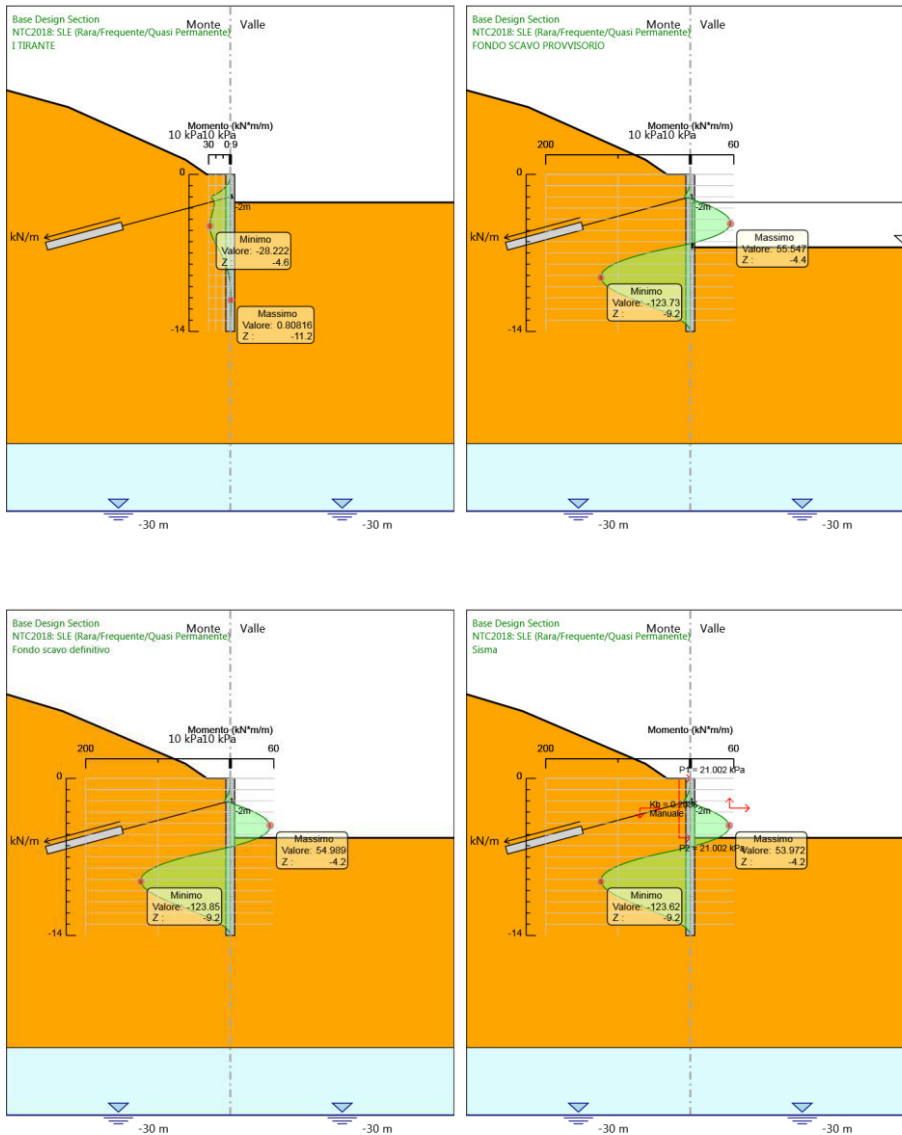 Base Design Section
NTC2018: SLE (Rara/Frequente/Quasi Permanente)
I TIRANTE
Monte Valle
Momento (kN*m/m)
10 kPa10 kPa
30 0.9
0
-2m
kN/m
Minimo
Valore: -28.222
Z : -4.6
Massimo
Valore: 0.80816
Z : -11.2
-14
-30 m
-30 m
Base Design Section
NTC2018: SLE (Rara/Frequente/Quasi Permanente)
FONDO SCAVO PROVVISORIO
Monte Valle
Momento (kN*m/m)
10 kPa10 kPa
200 60
0
-2m
kN/m
Massimo
Valore: 55.547
Z : -4.4
Minimo
Valore: -123.73
Z : -9.2
-14
-30 m
-30 m
Base Design Section
NTC2018: SLE (Rara/Frequente/Quasi Permanente)
Fondo scavo definitivo
Monte Valle
Momento (kN*m/m)
10 kPa10 kPa
200 60
0
-2m
kN/m
Massimo
Valore: 54.989
Z : -4.2
Minimo
Valore: -123.85
Z : -9.2
-14
-30 m
-30 m
Base Design Section
NTC2018: SLE (Rara/Frequente/Quasi Permanente)
Sisma
Monte Valle
Momento (kN*m/m)
200 60
P1 = 21.002 kPa
0
-2m
Manuale
kN/m
P2 = 21.002 kPa
Massimo
Valore: 53.972
Z : -4.2
Minimo
Valore: -123.62
Z : -9.2
-14
-30 m
-30 m